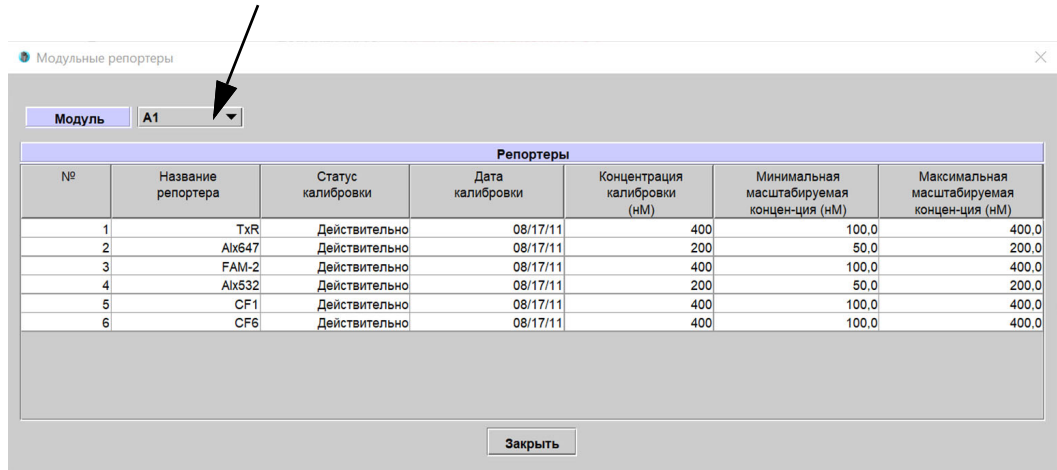 Модульные репортеры
Модуль A1
Репортеры
№ Название репортера Статус калибровки Дата калибровки Концентрация калибровки (нМ) Минимальная масштабируемая концен-ция (нМ) Максимальная масштабируемая концен-ция (нМ)
1 TxR Действительно 08/17/11 400 100,0 400,0
2 Alx647 Действительно 08/17/11 200 50,0 200,0
3 FAM-2 Действительно 08/17/11 400 100,0 400,0
4 Alx532 Действительно 08/17/11 200 50,0 200,0
5 CF1 Действительно 08/17/11 400 100,0 400,0
6 CF6 Действительно 08/17/11 400 100,0 400,0
Закрыть